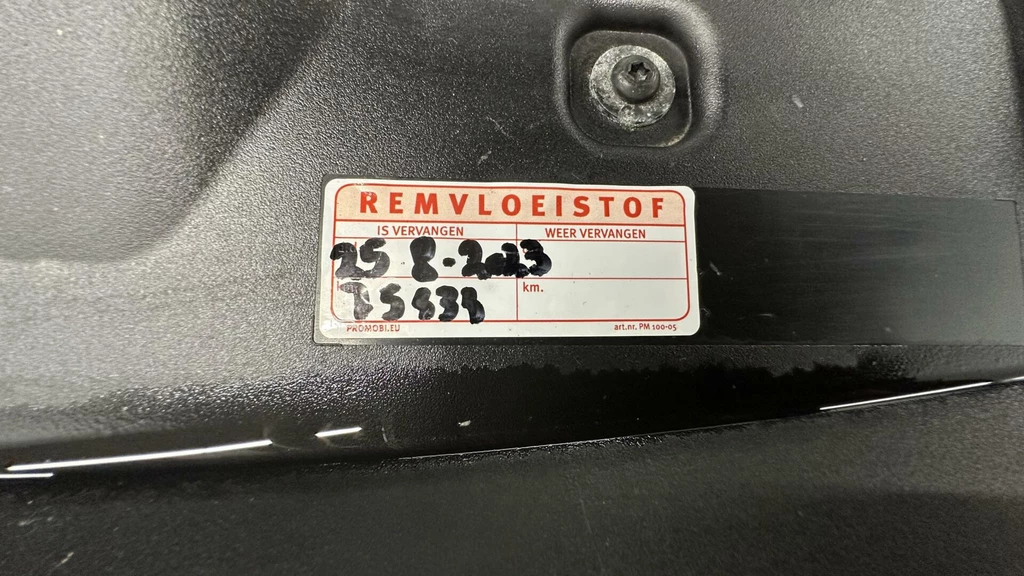 REMVLOEISTOF
IS VERVANGEN WEER VERVANGEN
25 8-2023
km.
PROMOBI.EU art.nr. PM 100-05